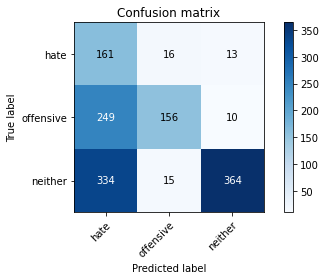 Confusion matrix
hate 161 16 13
offensive 249 156 10
neither 334 15 364
hate offensive neither
True label
Predicted label
350
300
250
200
150
100
50